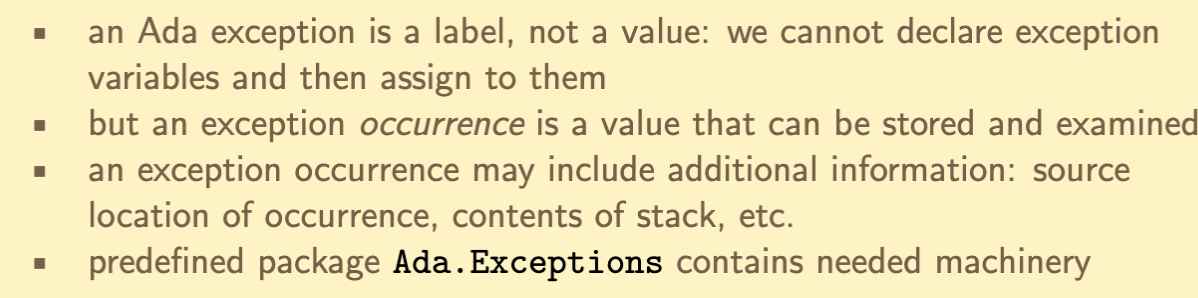 ▪ an Ada exception is a label, not a value: we cannot declare exception
variables and then assign to them
▪ but an exception occurrence is a value that can be stored and examined
▪ an exception occurrence may include additional information: source
location of occurrence, contents of stack, etc.
▪ predefined package Ada.Exceptions contains needed machinery